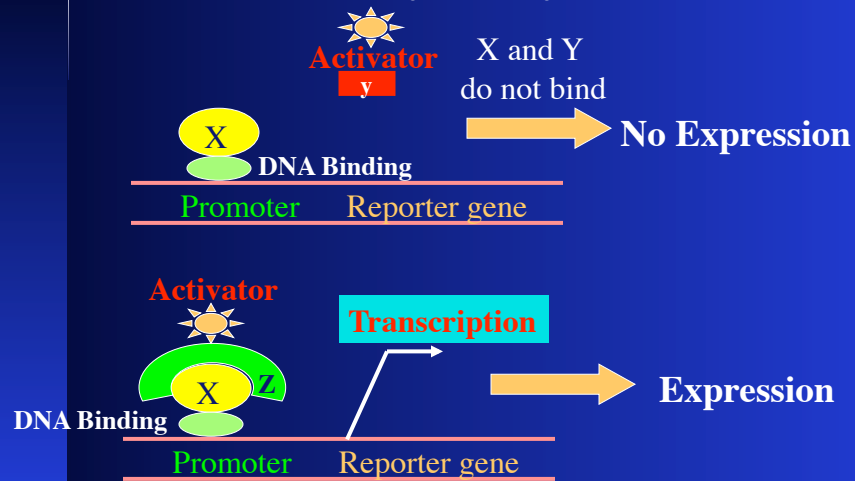 Activator
y
X and Y
do not bind
X
DNA Binding
No Expression
Promoter Reporter gene
Activator
Transcription
X
Z
DNA Binding
Expression
Promoter Reporter gene